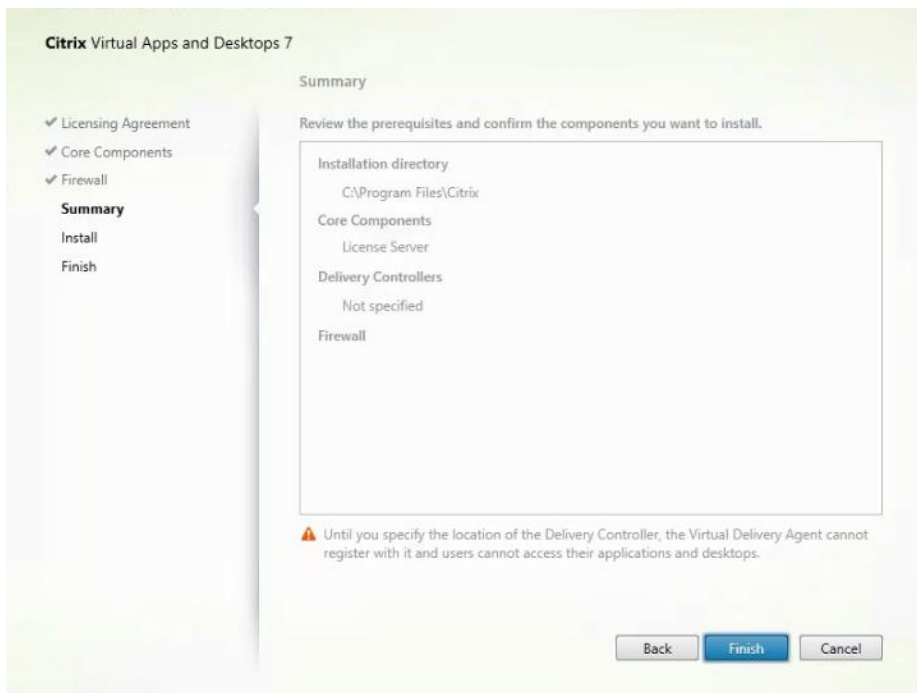 Citrix Virtual Apps and Desktops 7
Summary
Licensing Agreement
Core Components
Firewall
Summary
Install
Finish
Review the prerequisites and confirm the components you want to install.
Installation directory
C:\Program Files\Citrix
Core Components
License Server
Delivery Controllers
Not specified
Firewall
Until you specify the location of the Delivery Controller, the Virtual Delivery Agent cannot
register with it and users cannot access their applications and desktops.
Back
Finish
Cancel